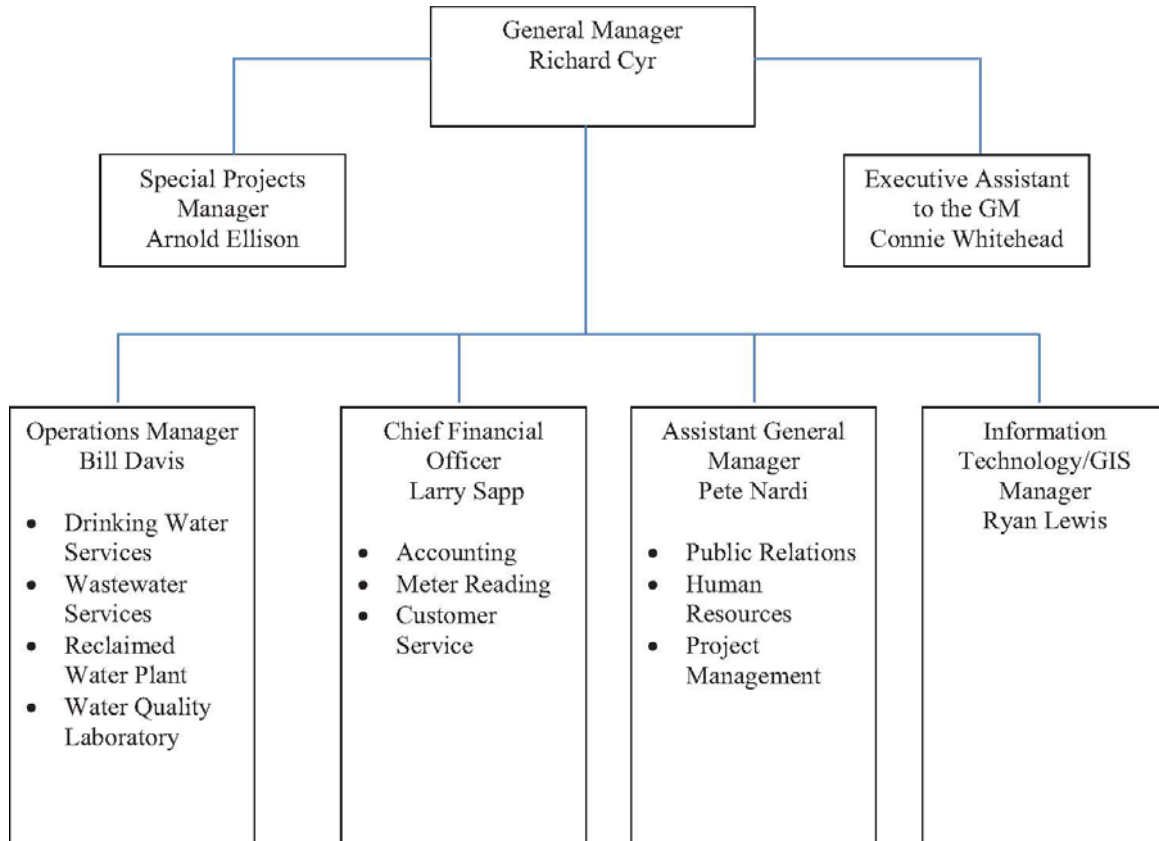 General Manager
Richard Cyr
Special Projects
Manager
Arnold Ellison
Executive Assistant
to the GM
Connie Whitehead
Operations Manager
Bill Davis
• Drinking Water
Services
• Wastewater
Services
• Reclaimed
Water Plant
• Water Quality
Laboratory
Chief Financial
Officer
Larry Sapp
• Accounting
• Meter Reading
• Customer
Service
Assistant General
Manager
Pete Nardi
• Public Relations
• Human
Resources
• Project
Management
Information
Technology/GIS
Manager
Ryan Lewis